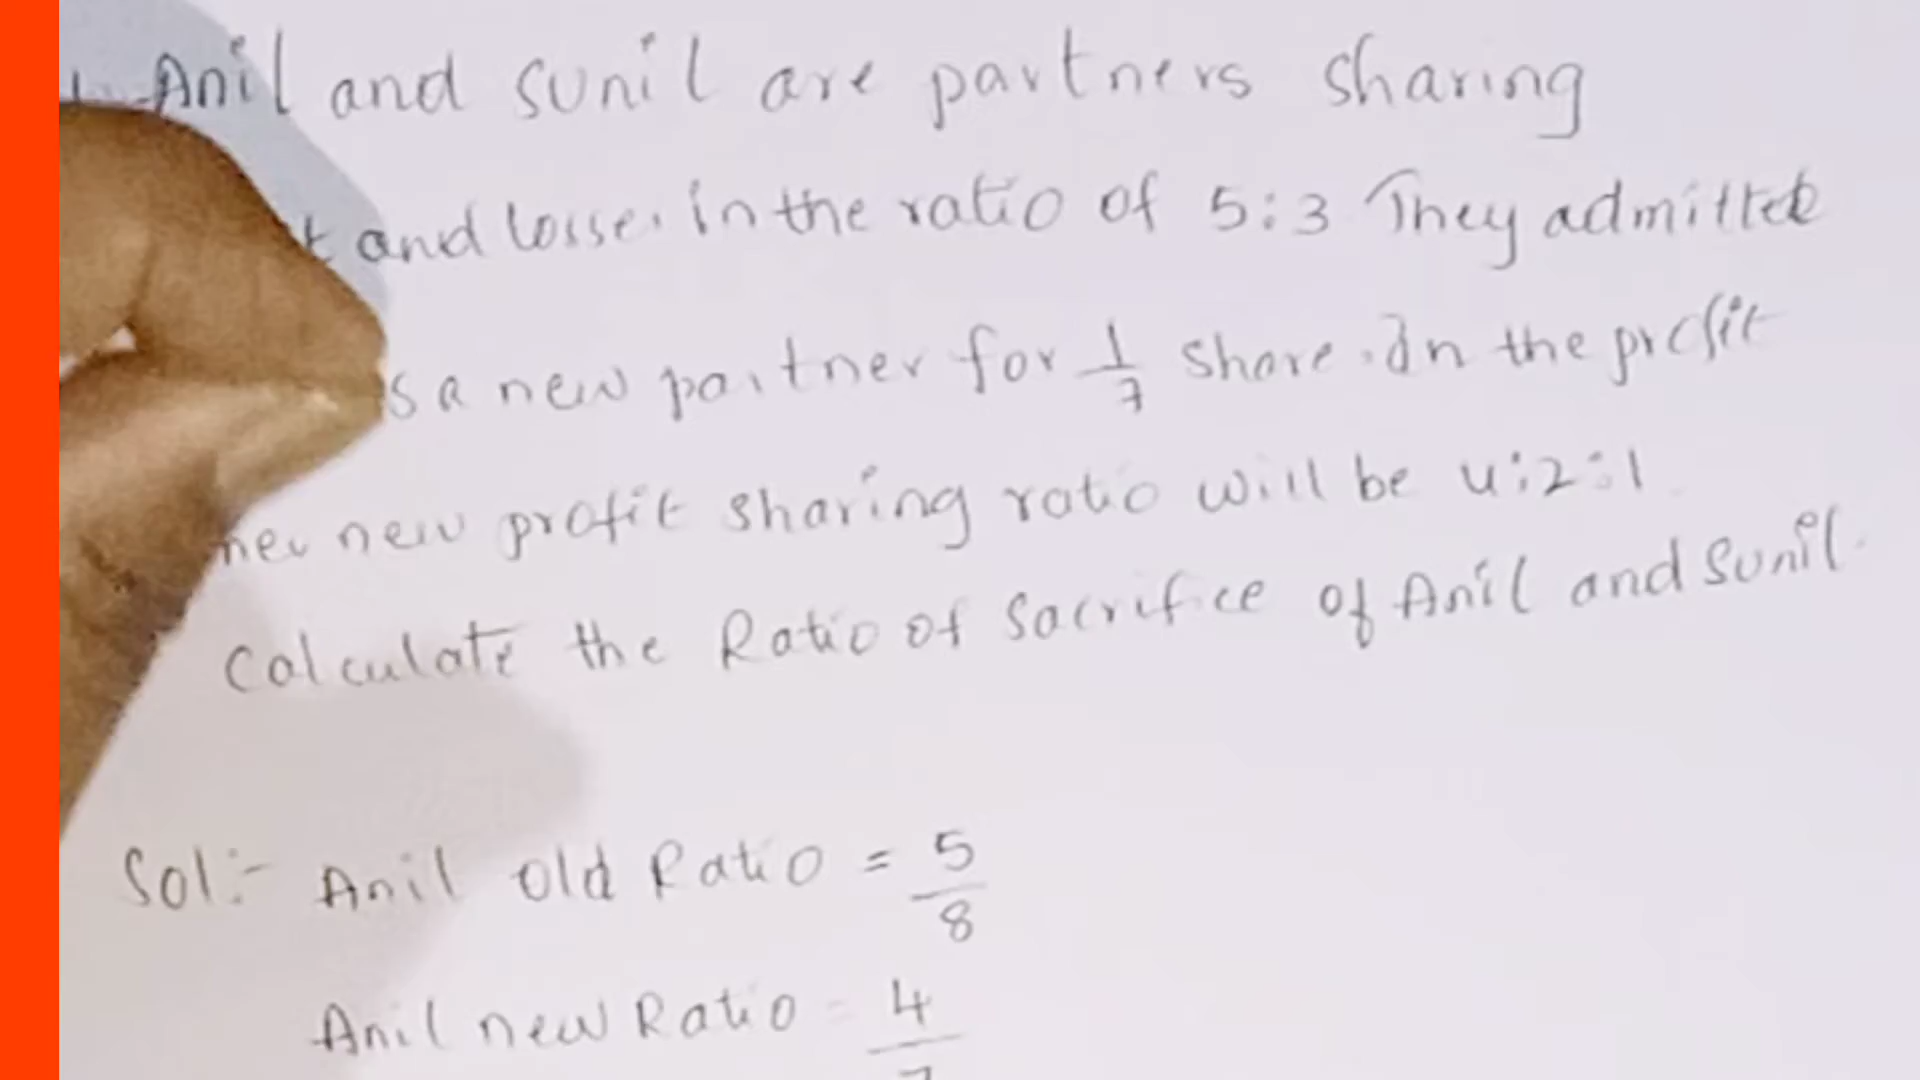 Anil and sunil are partners sharing
and losses in the ratio of 5:3 They admitted
s a new partner for 1/7 share. In the profit
new profit sharing ratio will be 4:2:1
Calculate the Ratio of Sacrifice of Anil and Sunil.
Sol:- Anil old Ratio = 5/8
Anil new Ratio = 4/7